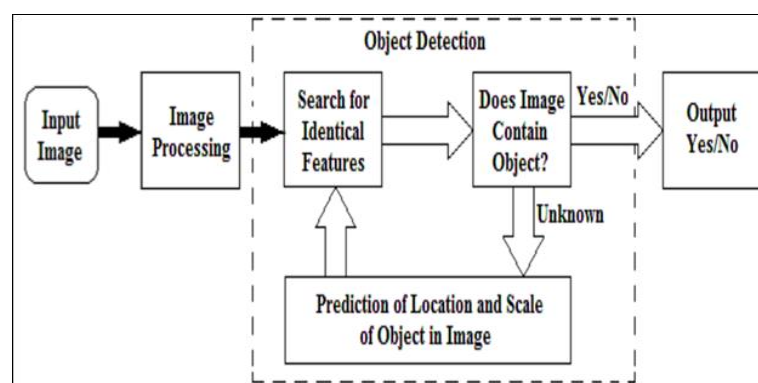 Object Detection
Input
Image
Image
Processing
Search for
Identical
Features
Does Image
Contain
Object?
Yes/No
Output
Yes/No
Unknown
Prediction of Location and Scale
of Object in Image